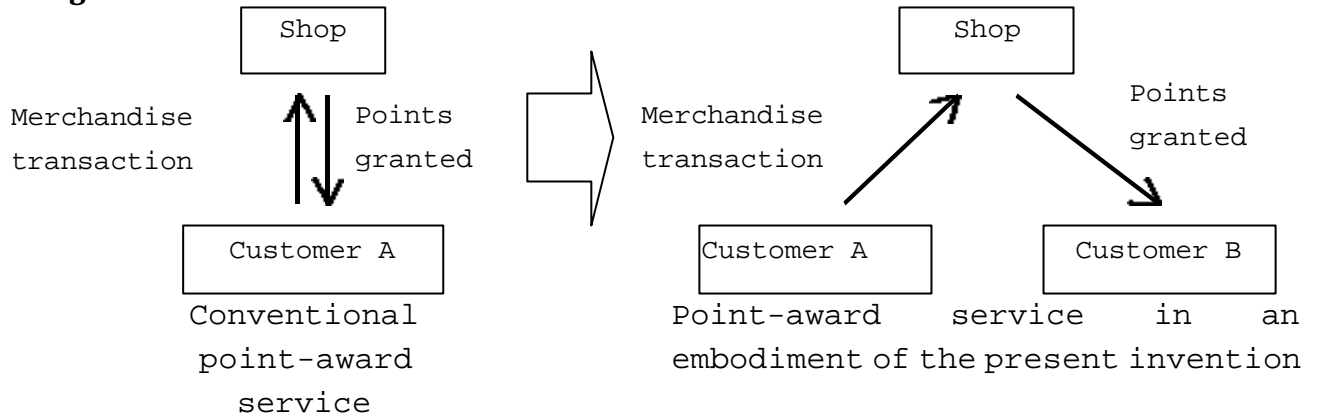 Shop
Merchandise
transaction
Points
granted
Customer A
Conventional
point-award
service
Shop
Merchandise
transaction
Points
granted
Customer A
Customer B
Point-award service in an
embodiment of the present invention